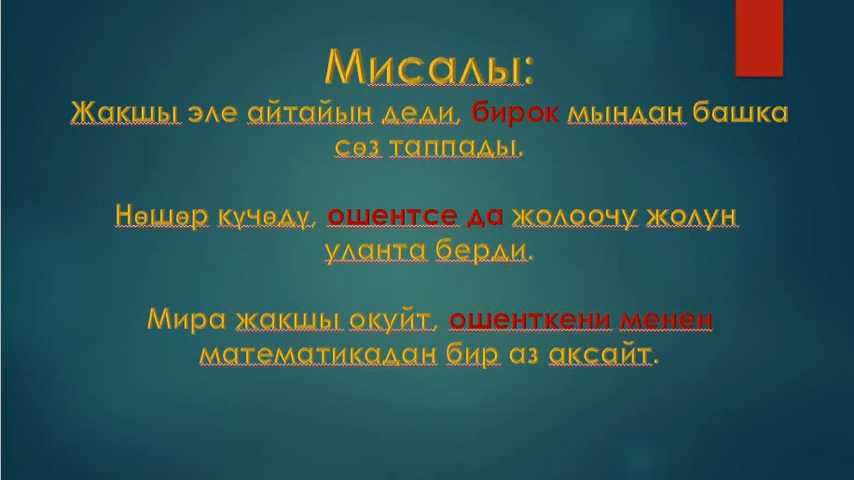 Мисалы:
Жакшы эле айтайын деди, бирок мындан башка
сөз таппады.
Нөшөр күчөдү, ошентсе да жолоочу жолун
уланта берди.
Мира жакшы окуйт, ошенткени менен
математикадан бир аз аксайт.